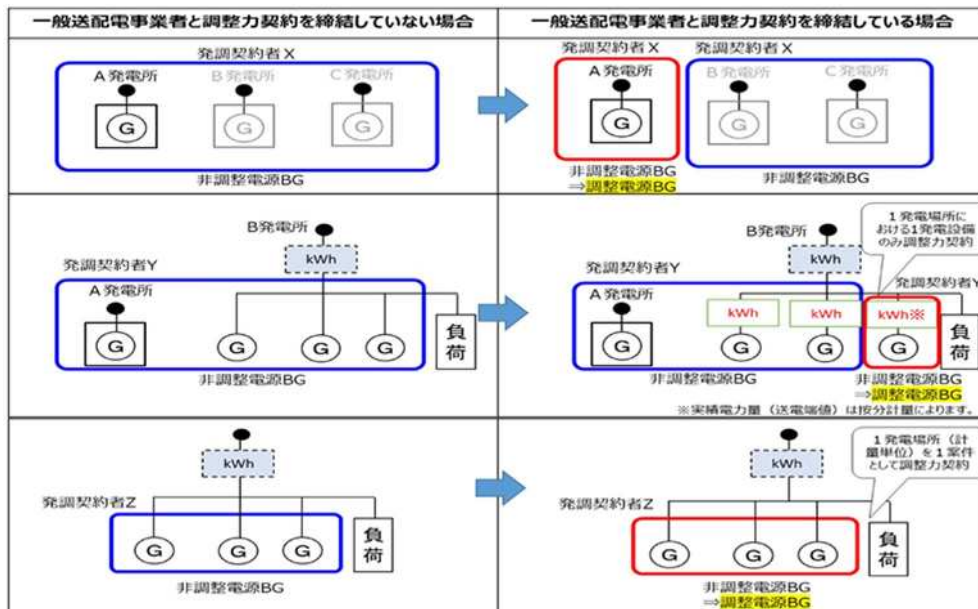 一般送配電事業者と調整力契約を締結していない場合
一般送配電事業者と調整力契約を締結している場合
発調契約者X
A発電所
B発電所
C発電所
G
G
G
非調整電源BG
発調契約者X
発調契約者X
A発電所
B発電所
C発電所
G
G
G
非調整電源BG
⇒調整電源BG
非調整電源BG
B発電所
kWh
発調契約者Y
A発電所
G
G
G
G
負荷
非調整電源BG
1発電場所に
おける1発電設備
のみ調整力契約
B発電所
kWh
発調契約者Y
発調契約者Y
A発電所
kWh
kWh
kWh※
G
G
G
G
負荷
非調整電源BG
非調整電源BG
⇒調整電源BG
※実績電力量（送電端値）は按分計量によります。
kWh
発調契約者Z
G
G
G
負荷
非調整電源BG
1発電場所（計
量単位）を1案件
として調整力契約
kWh
発調契約者Z
G
G
G
負荷
非調整電源BG
⇒調整電源BG